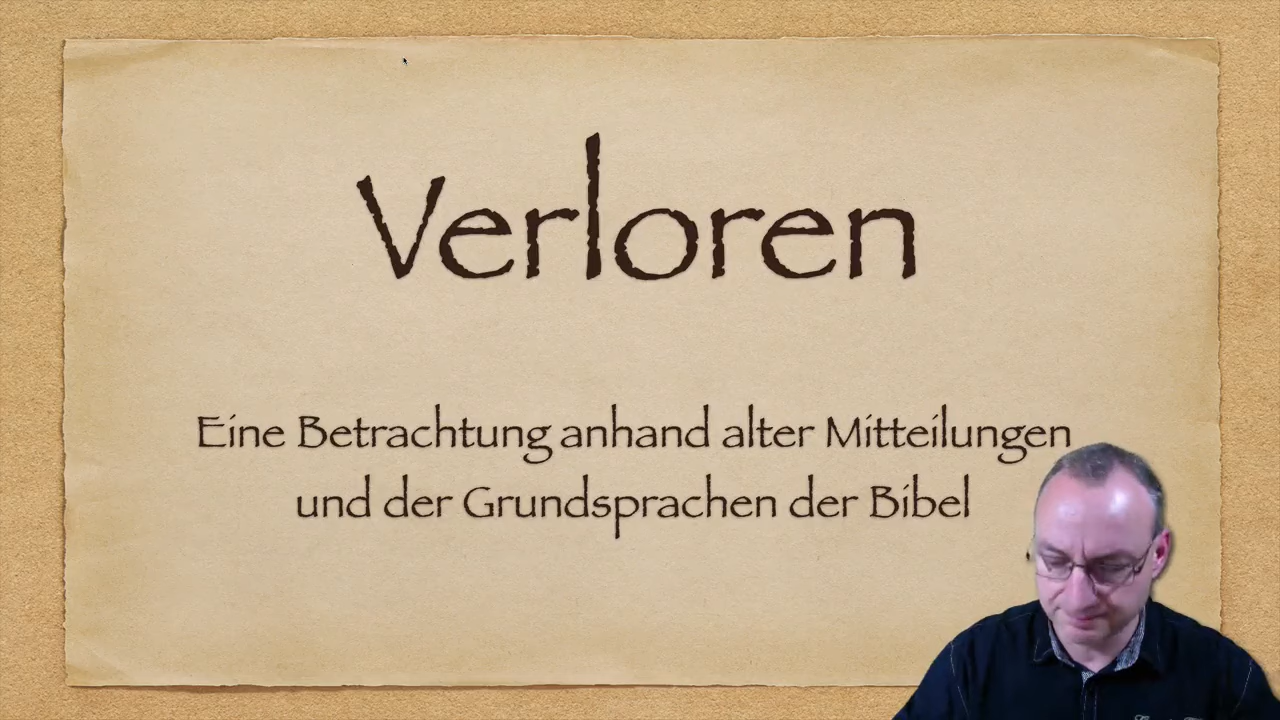 Verloren
Eine Betrachtung anhand alter Mitteilungen
und der Grundsprachen der Bibel